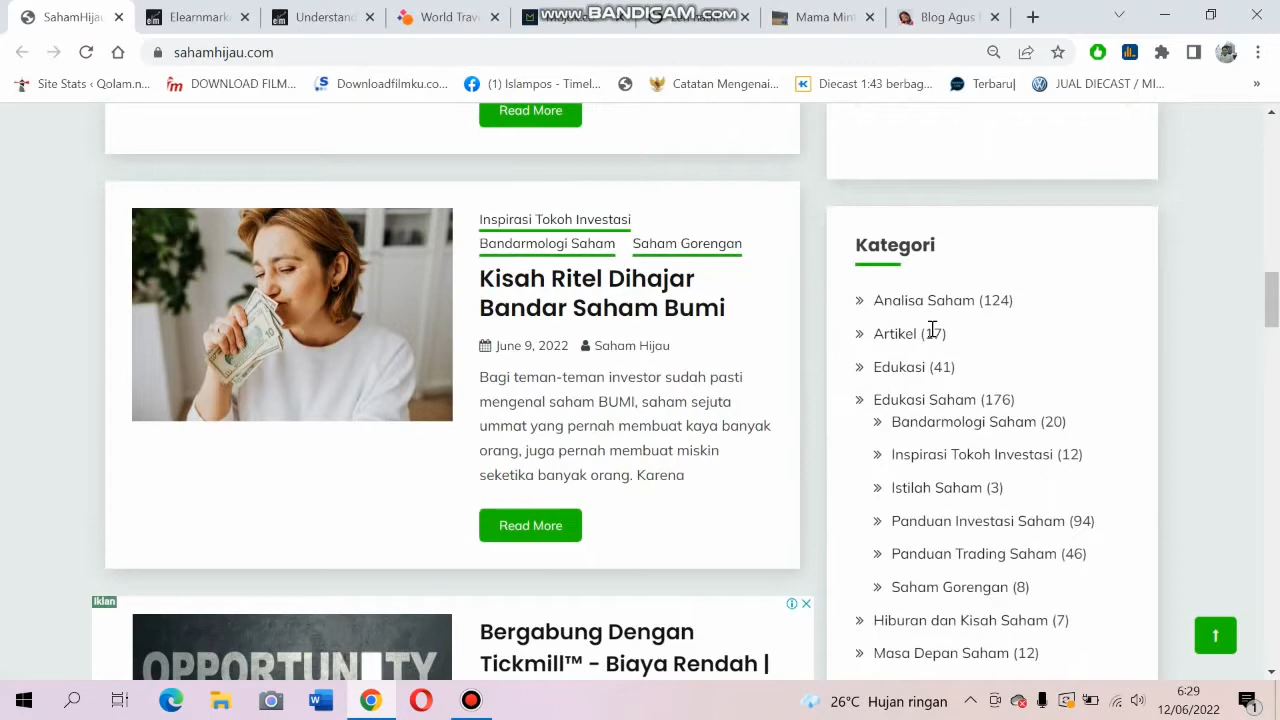 SahamHij
Learnmark
Understanc
World Trav
Mama Min
Blog Agus
www.BANDICAM.com
sahamhijau.com
Site Stats ‹ Qolam.n...
DOWNLOAD FILM...
Downloadfilmku.co...
(1) Islampos - Timel...
Catatan Mengenai...
Diecast 1:43 berbag...
Terbaru|
JUAL DIECAST / MI...
»
Read More
Inspirasi Tokoh Investasi
Bandarmologi Saham Saham Gorengan
Kisah Ritel Dihajar
Bandar Saham Bumi
June 9, 2022 Saham Hijau
Bagi teman-teman investor sudah pasti
mengenal saham BUMI, saham sejuta
ummat yang pernah membuat kaya banyak
orang, juga pernah membuat miskin
seketika banyak orang. Karena
Read More
Kategori
Analisa Saham (124)
Artikel (17)
Edukasi (41)
Edukasi Saham (176)
Bandarmologi Saham (20)
Inspirasi Tokoh Investasi (12)
Istilah Saham (3)
Panduan Investasi Saham (94)
Panduan Trading Saham (46)
Saham Gorengan (8)
Hiburan dan Kisah Saham (7)
Masa Depan Saham (12)
Iklan
OPPORTUNITY
Bergabung Dengan
Tickmill™ - Biaya Rendah |
26°C Hujan ringan
6:29
12/06/2022
1